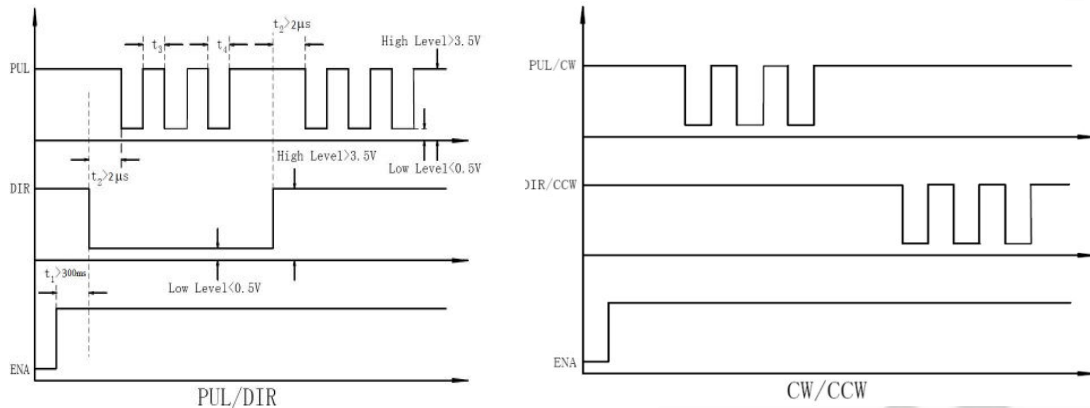 t2>2μs
t3
t4
High Level>3.5V
PUL
Low Level<0.5V
High Level>3.5V
t2>2μs
DIR
t1>300ms
Low Level<0.5V
ENA
PUL/DIR
PUL/CW
DIR/CCW
ENA
CW/CCW